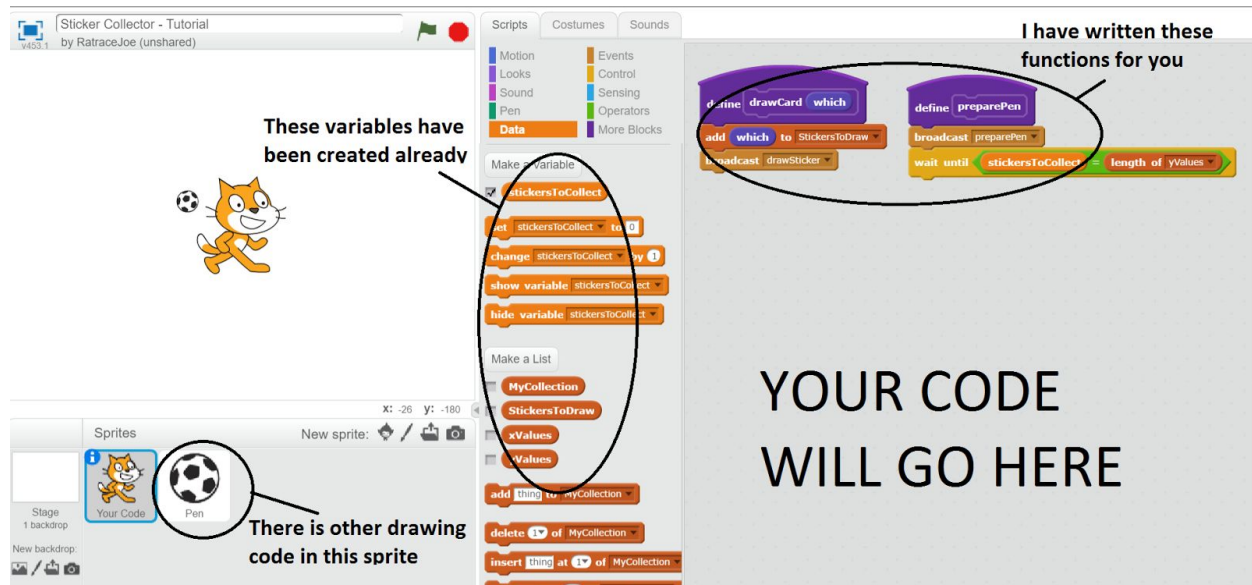 Sticker Collector - Tutorial
by RatraceJoe (unshared)
v453.1
Scripts Costumes Sounds
Motion Events
Looks Control
Sound Sensing
Pen Operators
Data More Blocks
Make a Variable
stickersToCollect
set stickersToCollect to 0
change stickersToCollect by 1
show variable stickersToCollect
hide variable stickersToCollect
Make a List
MyCollection
StickersToDraw
xValues
yValues
add thing to MyCollection
delete 1 of MyCollection
insert thing at 1 of MyCollection
These variables have
been created already
I have written these
functions for you
define drawCard which
add which to StickersToDraw
broadcast drawSticker
define preparePen
broadcast preparePen
wait until stickersToCollect = length of yValues
YOUR CODE
WILL GO HERE
X: -26 y: -180
Sprites New sprite:
Stage
1 backdrop
New backdrop:
Your Code
Pen
There is other drawing
code in this sprite